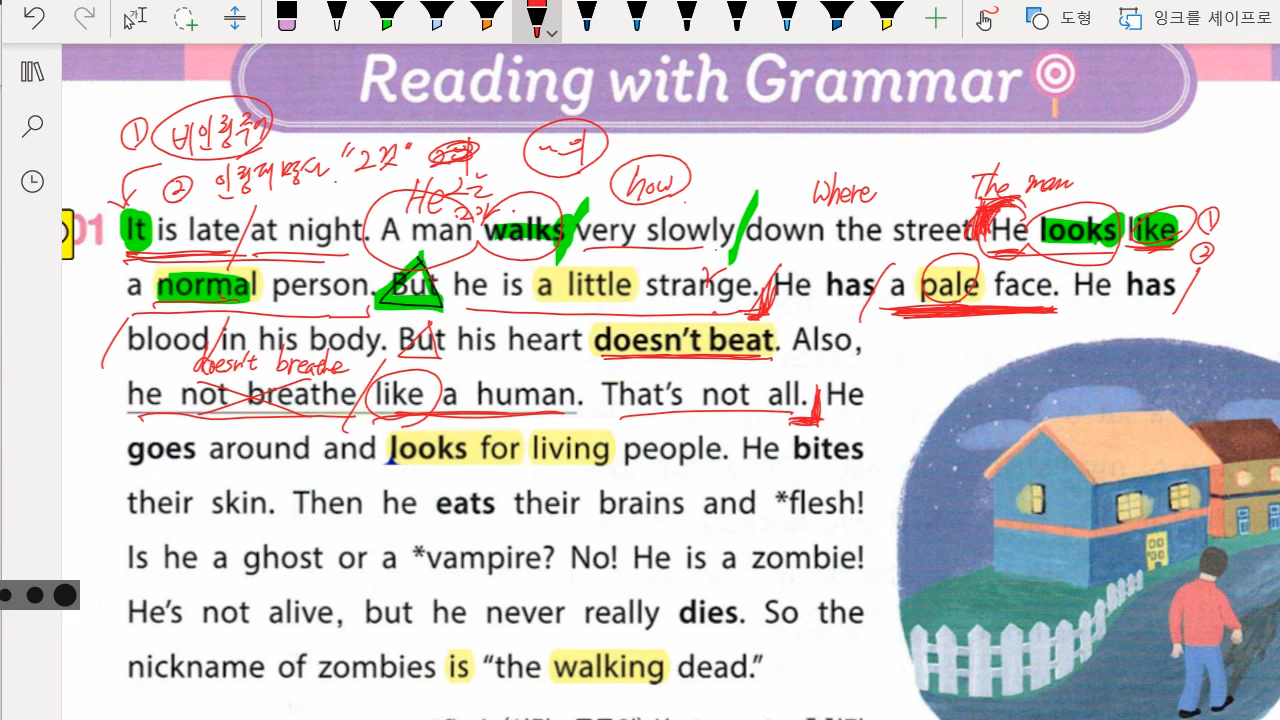 도형
잉크를 셰이프로
Reading with Grammar
① 비인칭주어
② 인칭대명사. "그것"
He
how
where
The man
01 It is late at night. A man walks very slowly down the street. He looks like ①
②
a normal person. But he is a little strange. He has a pale face. He has
blood in his body. But his heart doesn't beat. Also,
doesn't breathe
he not breathe like a human. That's not all. He
goes around and looks for living people. He bites
their skin. Then he eats their brains and *flesh!
Is he a ghost or a *vampire? No! He is a zombie!
He's not alive, but he never really dies. So the
nickname of zombies is “the walking dead.”